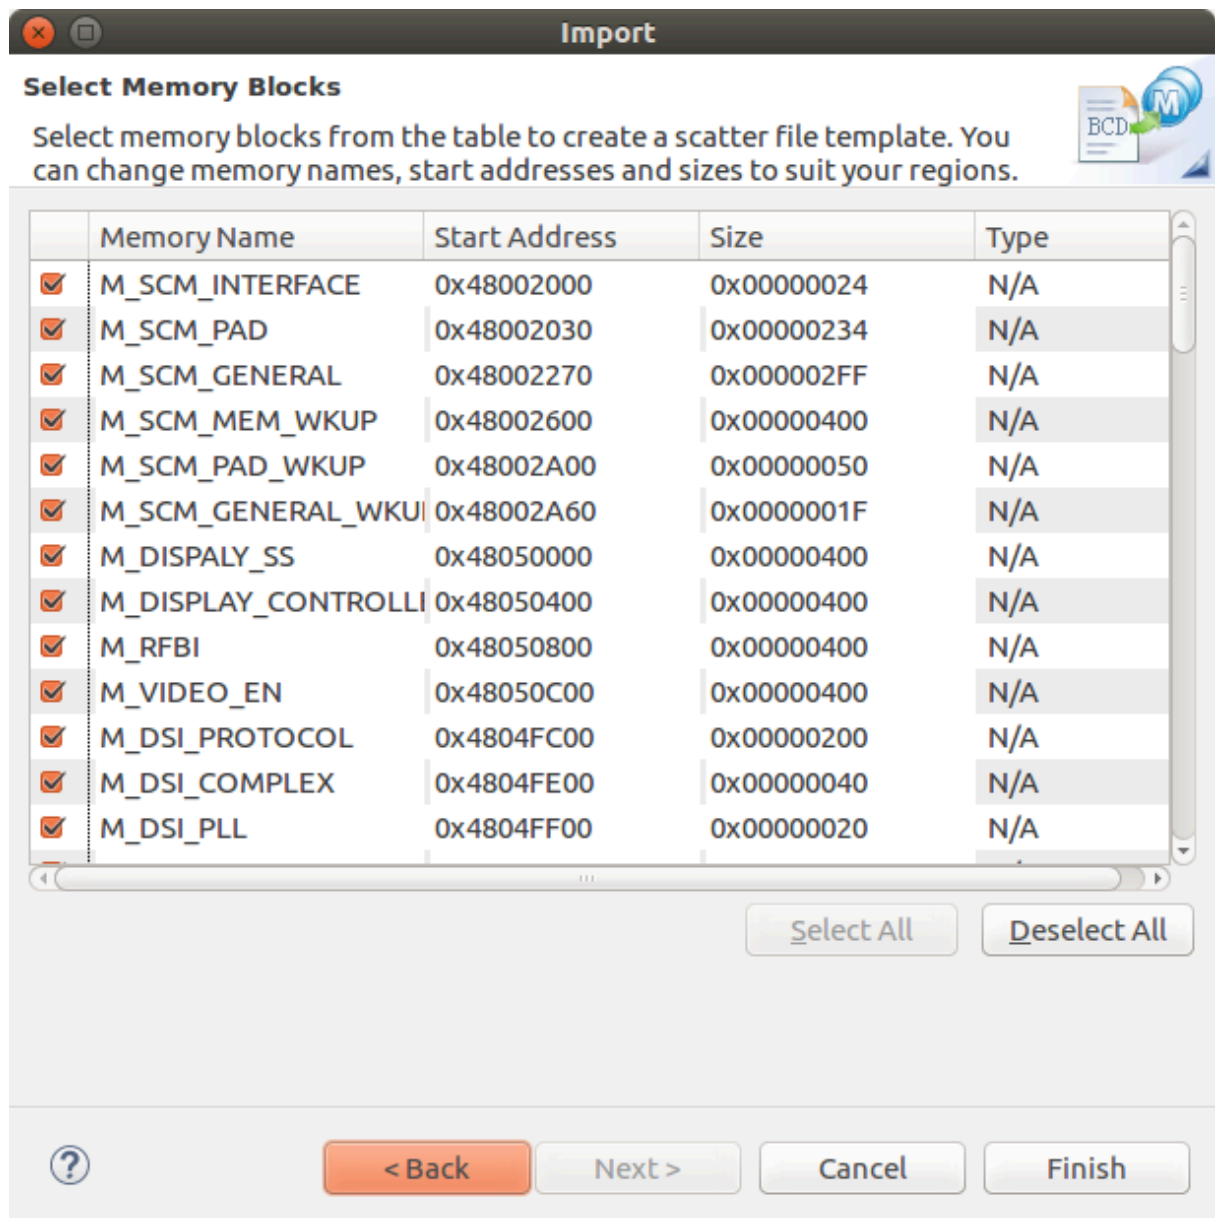 Import
Select Memory Blocks
Select memory blocks from the table to create a scatter file template. You
can change memory names, start addresses and sizes to suit your regions.
BCD M
Memory Name Start Address Size Type
M_SCM_INTERFACE 0x48002000 0x00000024 N/A
M_SCM_PAD 0x48002030 0x00000234 N/A
M_SCM_GENERAL 0x48002270 0x000002FF N/A
M_SCM_MEM_WKUP 0x48002600 0x00000400 N/A
M_SCM_PAD_WKUP 0x48002A00 0x00000050 N/A
M_SCM_GENERAL_WKU 0x48002A60 0x0000001F N/A
M_DISPALY_SS 0x48050000 0x00000400 N/A
M_DISPLAY_CONTROLL 0x48050400 0x00000400 N/A
M_RFBI 0x48050800 0x00000400 N/A
M_VIDEO_EN 0x48050C00 0x00000400 N/A
M_DSI_PROTOCOL 0x4804FC00 0x00000200 N/A
M_DSI_COMPLEX 0x4804FE00 0x00000040 N/A
M_DSI_PLL 0x4804FF00 0x00000020 N/A
Select All Deselect All
? < Back Next > Cancel Finish